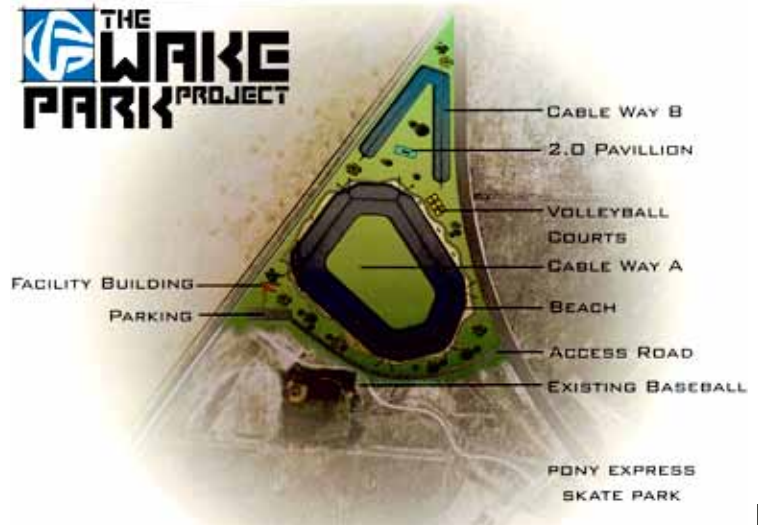 THE
WAKE
PARK PROJECT
CABLE WAY B
2.0 PAVILLION
VOLLEYBALL
COURTS
CABLE WAY A
FACILITY BUILDING
BEACH
PARKING
ACCESS ROAD
EXISTING BASEBALL
PONY EXPRESS
SKATE PARK